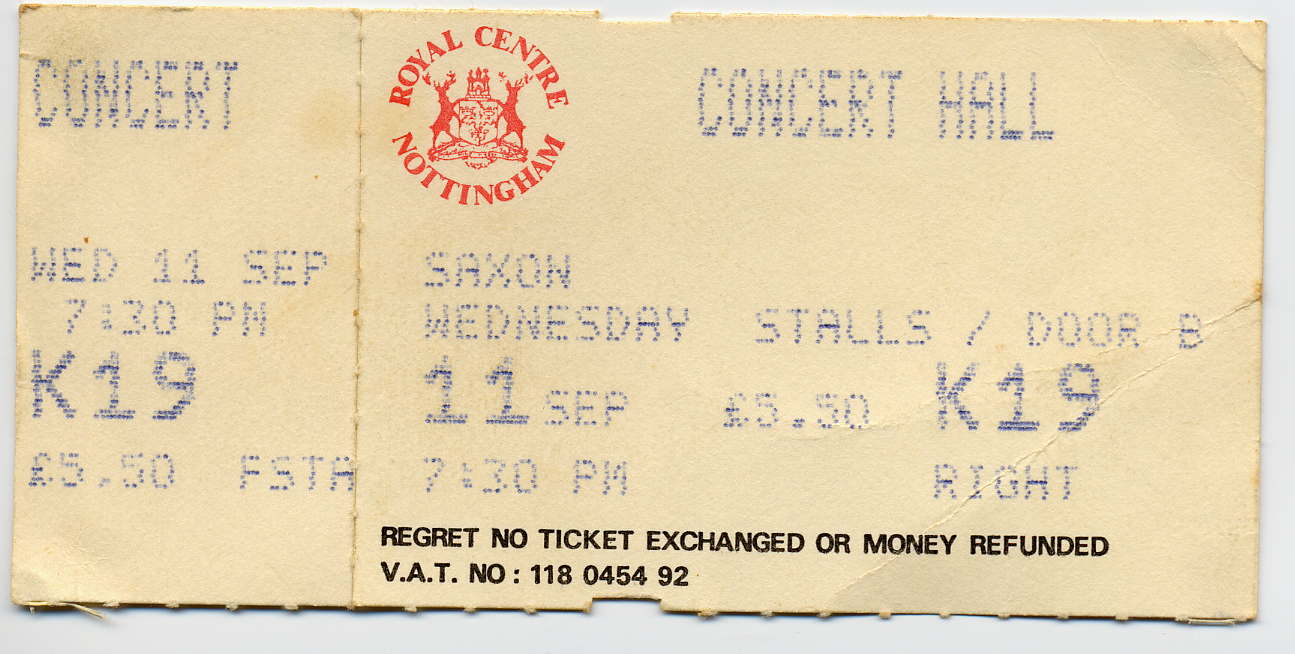 CONCERT
WED 11 SEP
7:30 PM
K19
£5.50 FSTA
ROYAL CENTRE
NOTTINGHAM
CONCERT HALL
SAXON
WEDNESDAY STALLS / DOOR B
11 SEP £5.50 K19
7:30 PM RIGHT
REGRET NO TICKET EXCHANGED OR MONEY REFUNDED
V.A.T. NO : 118 0454 92